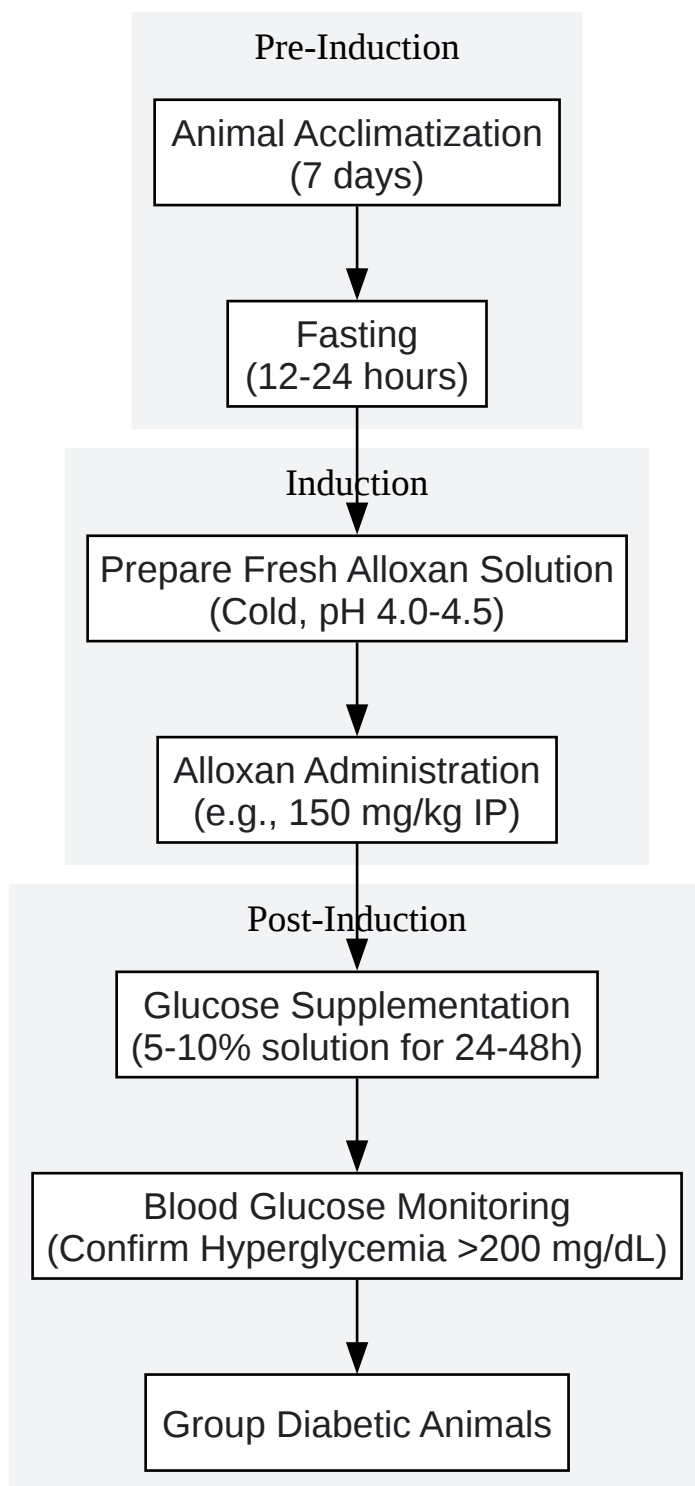 Pre-Induction
Animal Acclimatization
(7 days)
Fasting
(12-24 hours)
Induction
Prepare Fresh Alloxan Solution
(Cold, pH 4.0-4.5)
Alloxan Administration
(e.g., 150 mg/kg IP)
Post-Induction
Glucose Supplementation
(5-10% solution for 24-48h)
Blood Glucose Monitoring
(Confirm Hyperglycemia >200 mg/dL)
Group Diabetic Animals